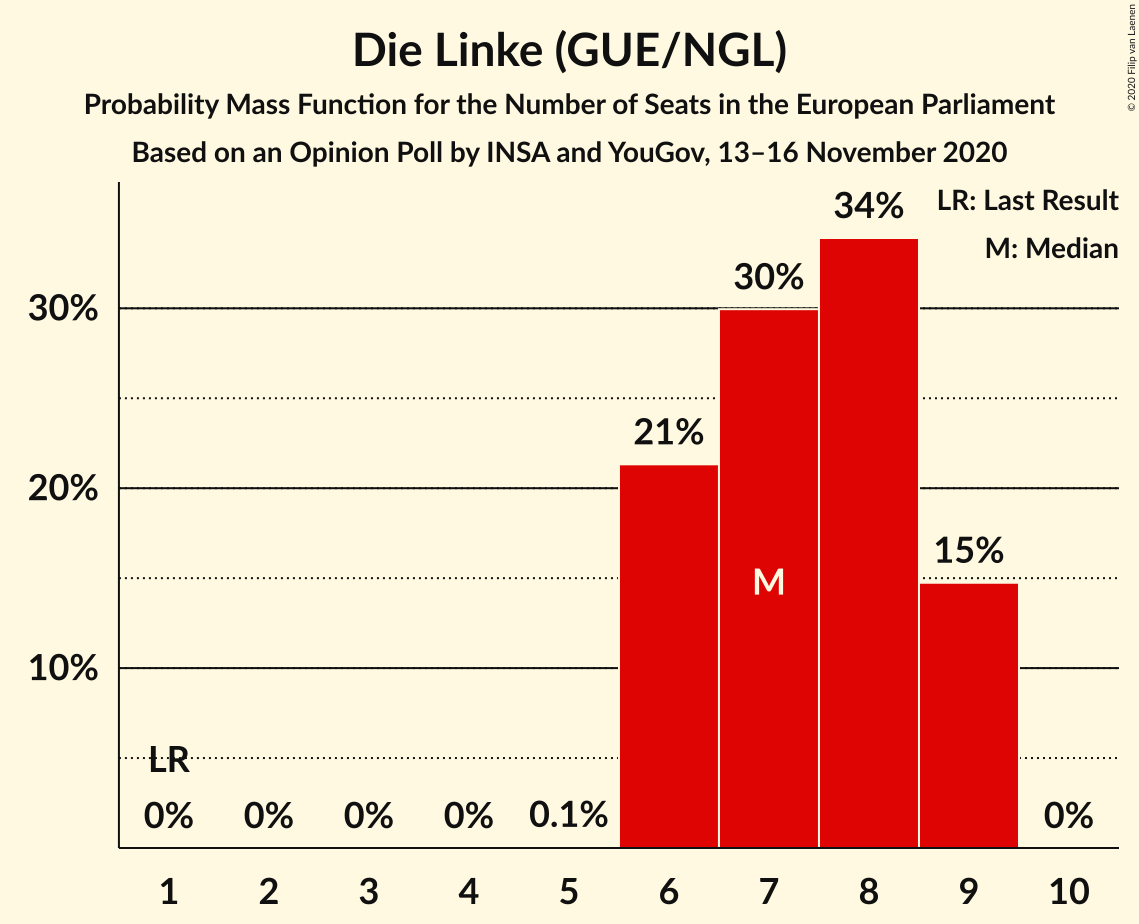 Die Linke (GUE/NGL)
Probability Mass Function for the Number of Seats in the European Parliament
Based on an Opinion Poll by INSA and YouGov, 13–16 November 2020
© 2020 Filip van Laenen
LR: Last Result
M: Median
34%
30%
30%
21%
20%
15%
M
10%
LR
0% 0% 0% 0% 0.1% 0%
1 2 3 4 5 6 7 8 9 10